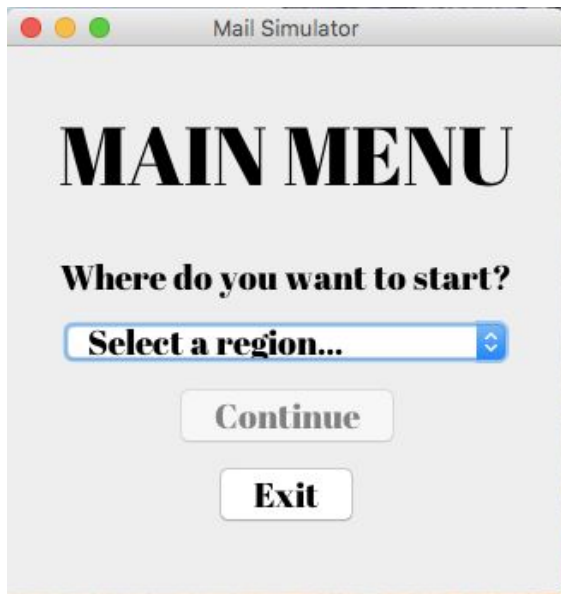 Mail Simulator
MAIN MENU
Where do you want to start?
Select a region...
Continue
Exit